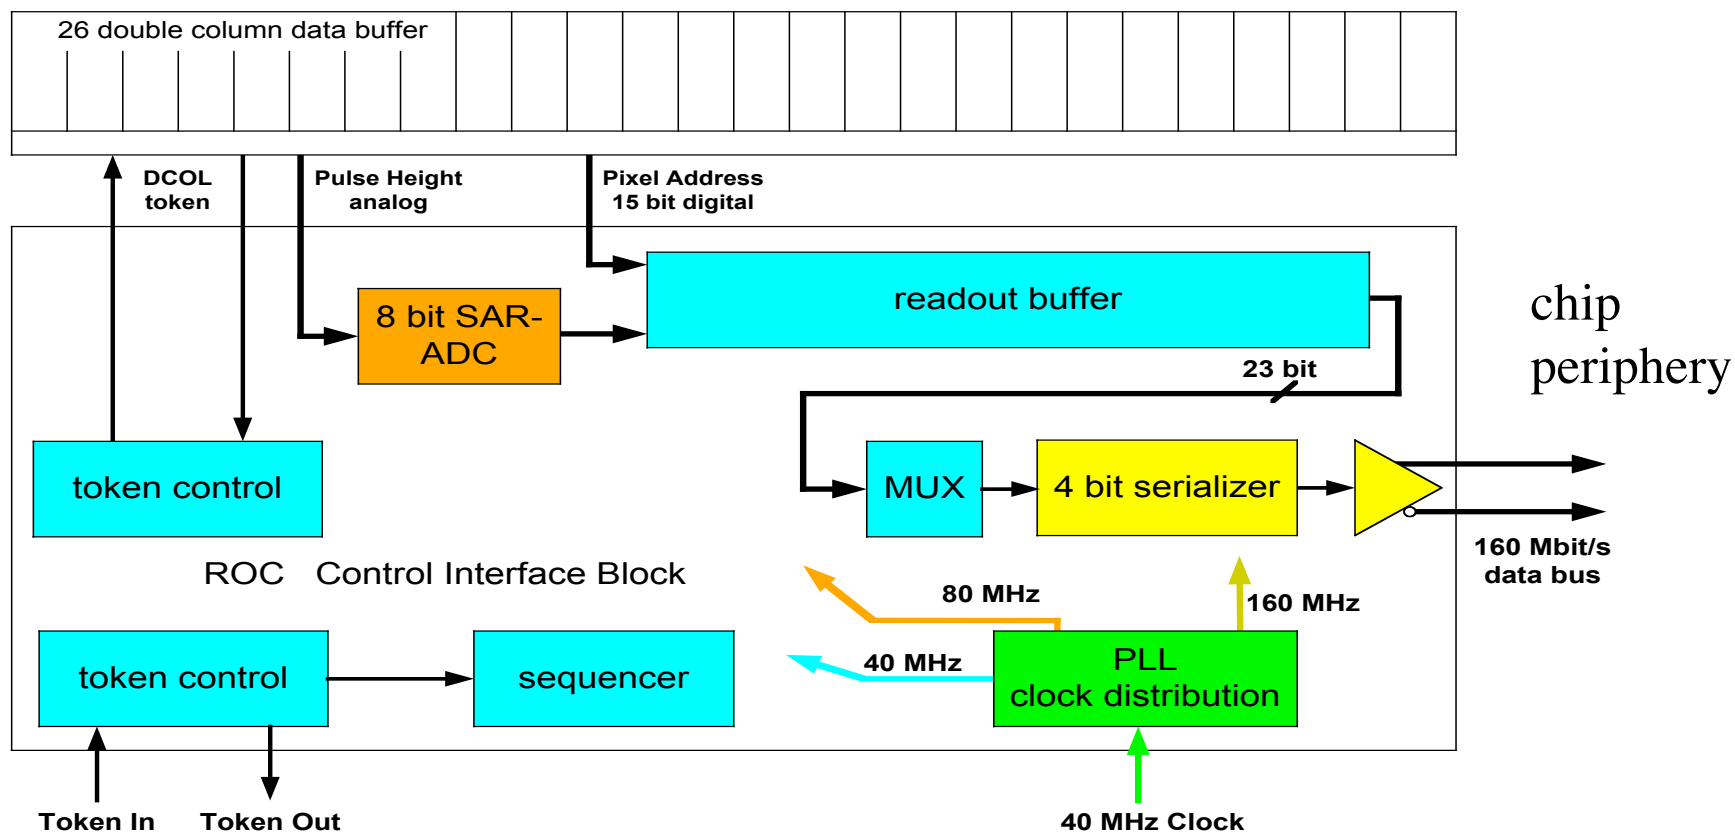 26 double column data buffer
DCOL
token
Pulse Height
analog
Pixel Address
15 bit digital
readout buffer
8 bit SAR-
ADC
chip
periphery
23 bit
token control
MUX
4 bit serializer
160 Mbit/s
data bus
ROC Control Interface Block
80 MHz
160 MHz
40 MHz
token control
sequencer
PLL
clock distribution
Token In
Token Out
40 MHz Clock